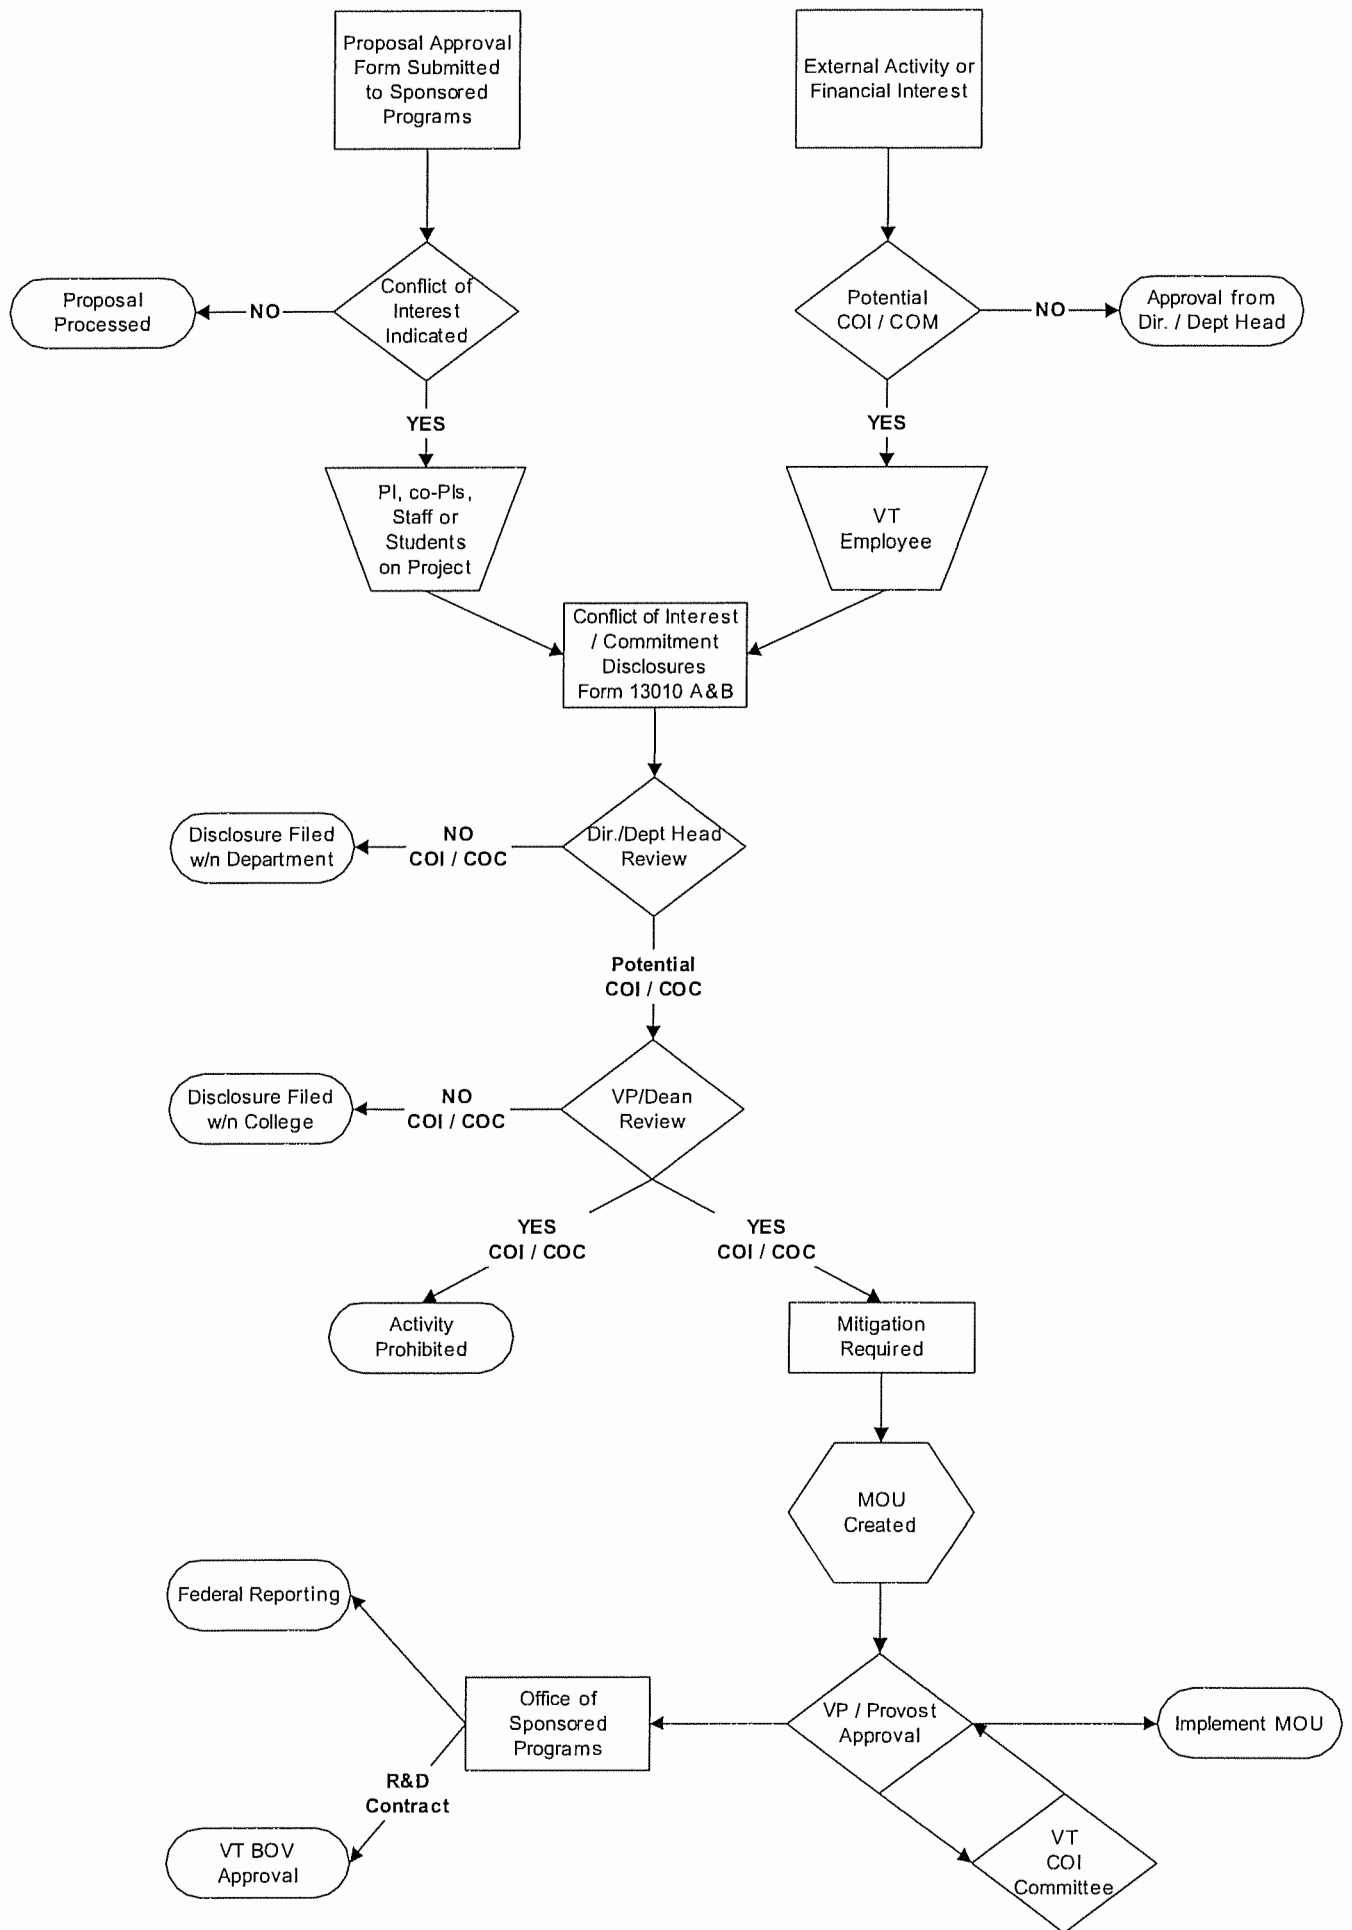 Proposal Approval
Form Submitted
to Sponsored
Programs
External Activity or
Financial Interest
Proposal
Processed
NO
Conflict of
Interest
Indicated
Potential
COI / COM
NO
Approval from
Dir. / Dept Head
YES
YES
PI, co-PIs,
Staff or
Students
on Project
VT
Employee
Conflict of Interest
/ Commitment
Disclosures
Form 13010 A&B
Disclosure Filed
w/n Department
NO
COI / COC
Dir./Dept Head
Review
Potential
COI / COC
Disclosure Filed
w/n College
NO
COI / COC
VP/Dean
Review
YES
COI / COC
YES
COI / COC
Activity
Prohibited
Mitigation
Required
MOU
Created
Federal Reporting
Office of
Sponsored
Programs
VP / Provost
Approval
Implement MOU
R&D
Contract
VT BOV
Approval
VT
COI
Committee